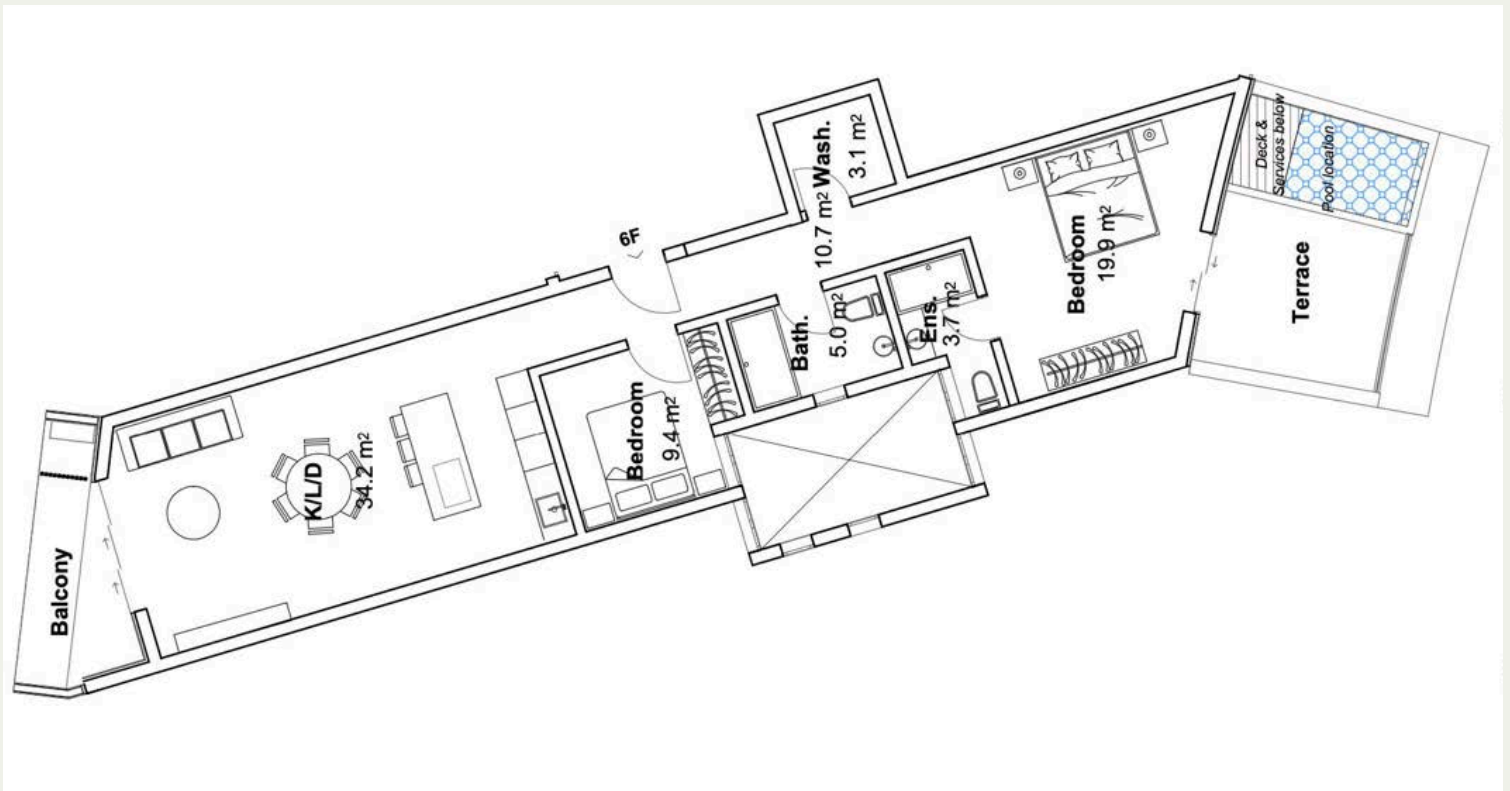 Balcony
K/L/D
34.2 m²
Bedroom
9.4 m²
6F
Bath.
5.0 m²
10.7 m²
Wash.
3.1 m²
Ens.
3.7 m²
Bedroom
19.9 m²
Deck &
Services below
Pool location
Terrace